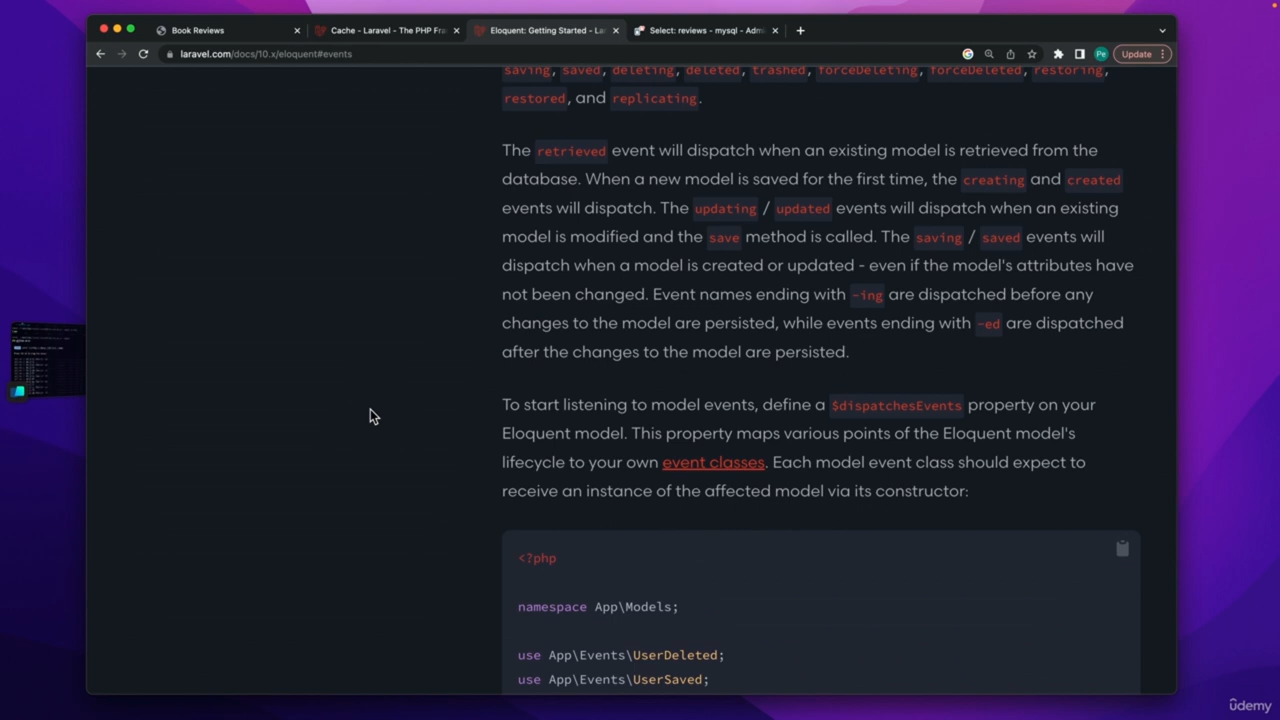 Book Reviews
Cache - Laravel - The PHP Fra
Eloquent: Getting Started - La
Select: reviews - mysql - Adm
laravel.com/docs/10.x/eloquent#events
Pe
Update
saving, saved, deleting, deleted, trashed, forceDeleting, forceDeleted, restoring,
restored, and replicating.
The retrieved event will dispatch when an existing model is retrieved from the
database. When a new model is saved for the first time, the creating and created
events will dispatch. The updating / updated events will dispatch when an existing
model is modified and the save method is called. The saving / saved events will
dispatch when a model is created or updated - even if the model's attributes have
not been changed. Event names ending with -ing are dispatched before any
changes to the model are persisted, while events ending with -ed are dispatched
after the changes to the model are persisted.
To start listening to model events, define a $dispatchesEvents property on your
Eloquent model. This property maps various points of the Eloquent model's
lifecycle to your own event classes. Each model event class should expect to
receive an instance of the affected model via its constructor:
<?php
namespace App\Models;
use App\Events\UserDeleted;
use App\Events\UserSaved;
ûdemy